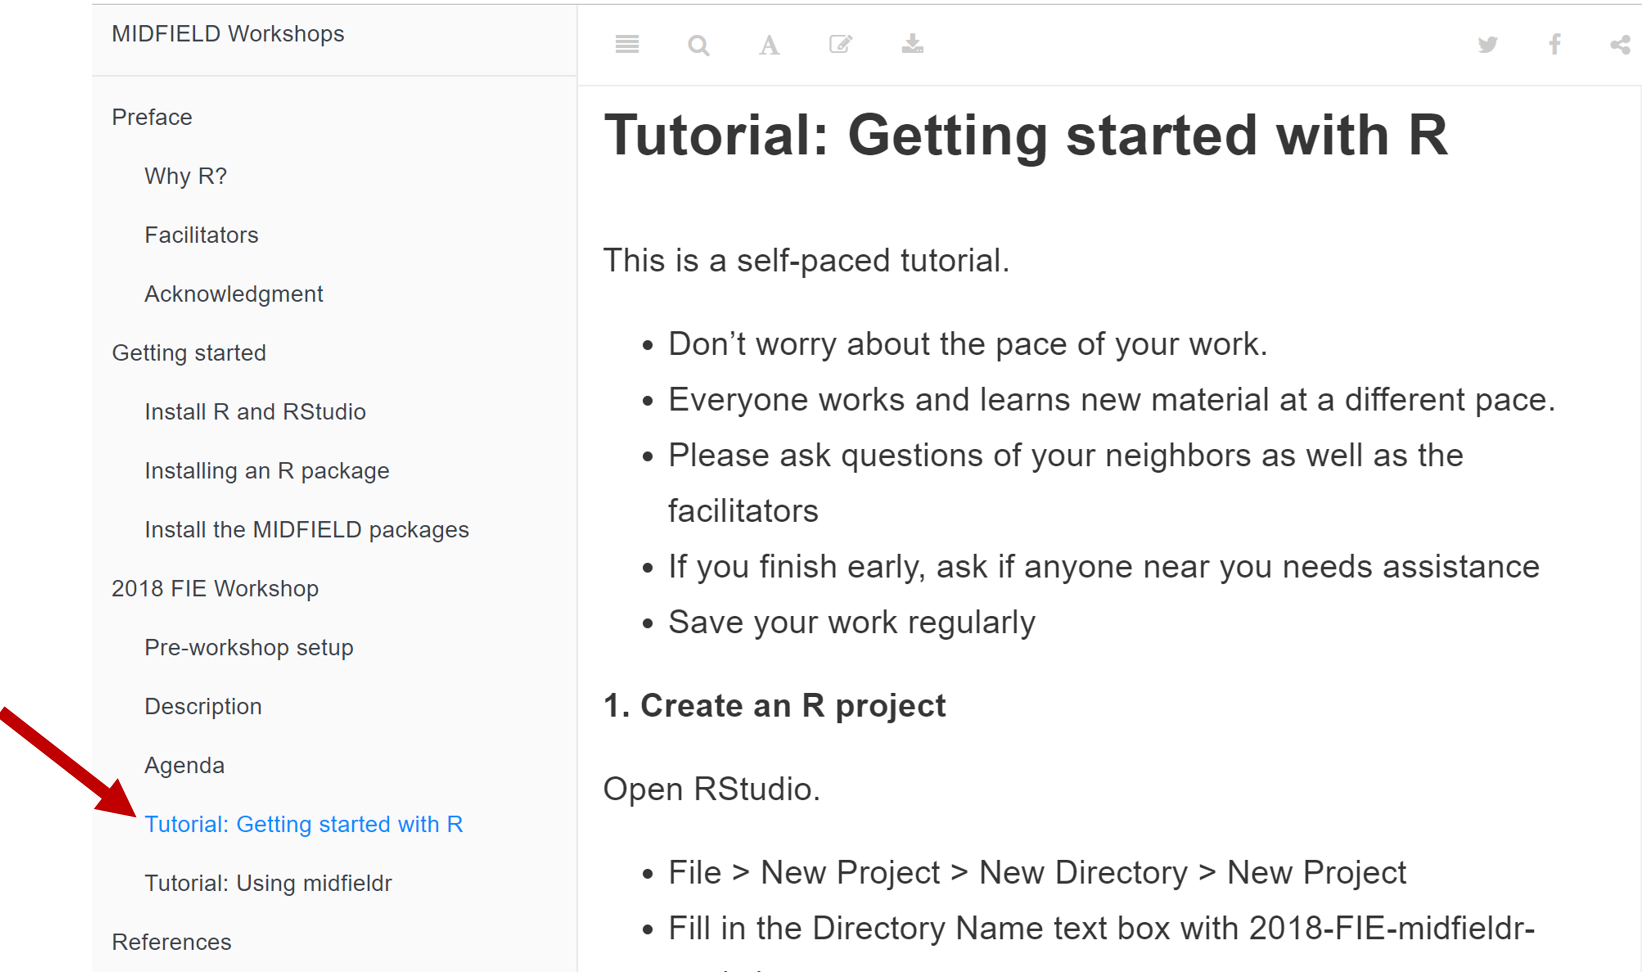 MIDFIELD Workshops
Preface
Why R?
Facilitators
Acknowledgment
Getting started
Install R and RStudio
Installing an R package
Install the MIDFIELD packages
2018 FIE Workshop
Pre-workshop setup
Description
Agenda
Tutorial: Getting started with R
Tutorial: Using midfieldr
References
Tutorial: Getting started with R
This is a self-paced tutorial.
• Don’t worry about the pace of your work.
• Everyone works and learns new material at a different pace.
• Please ask questions of your neighbors as well as the
facilitators
• If you finish early, ask if anyone near you needs assistance
• Save your work regularly
1. Create an R project
Open RStudio.
• File > New Project > New Directory > New Project
• Fill in the Directory Name text box with 2018-FIE-midfieldr-